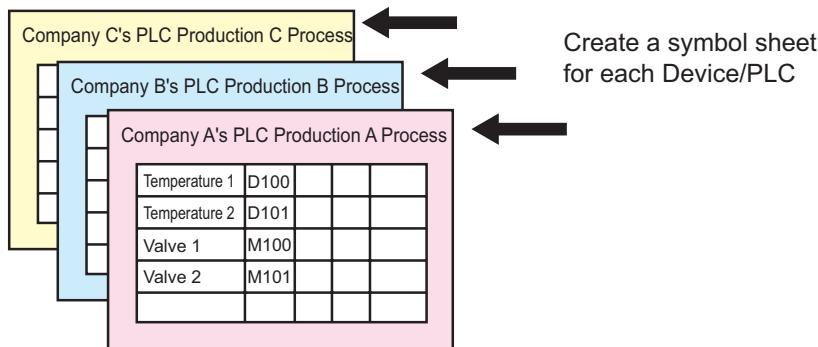 Company C's PLC Production C Process
Create a symbol sheet
for each Device/PLC
Company B's PLC Production B Process
Company A's PLC Production A Process
Temperature 1 D100
Temperature 2 D101
Valve 1 M100
Valve 2 M101